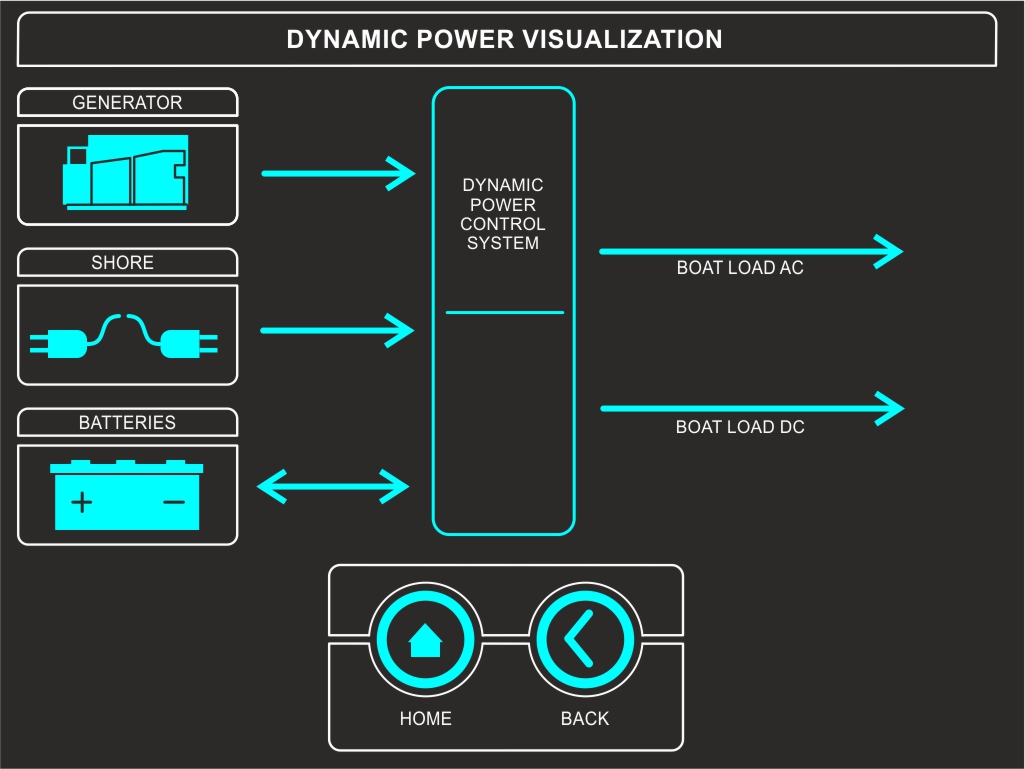 DYNAMIC POWER VISUALIZATION
GENERATOR
SHORE
BATTERIES
+ −
DYNAMIC
POWER
CONTROL
SYSTEM
BOAT LOAD AC
BOAT LOAD DC
HOME
BACK